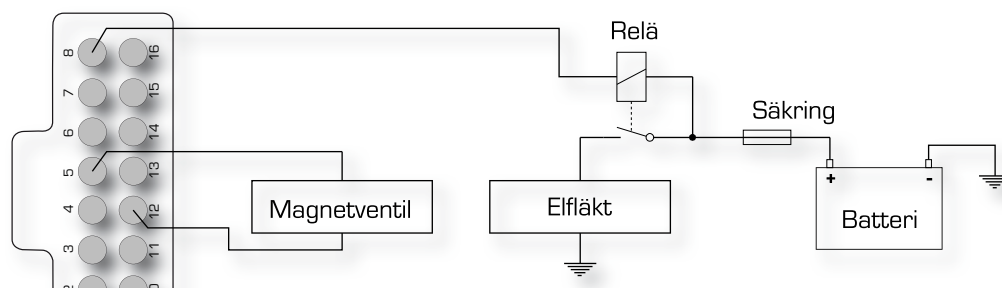 Relä
Säkring
8
16
7
15
6
14
5
13
4
12
3
11
Magnetventil
Elfläkt
+
-
Batteri